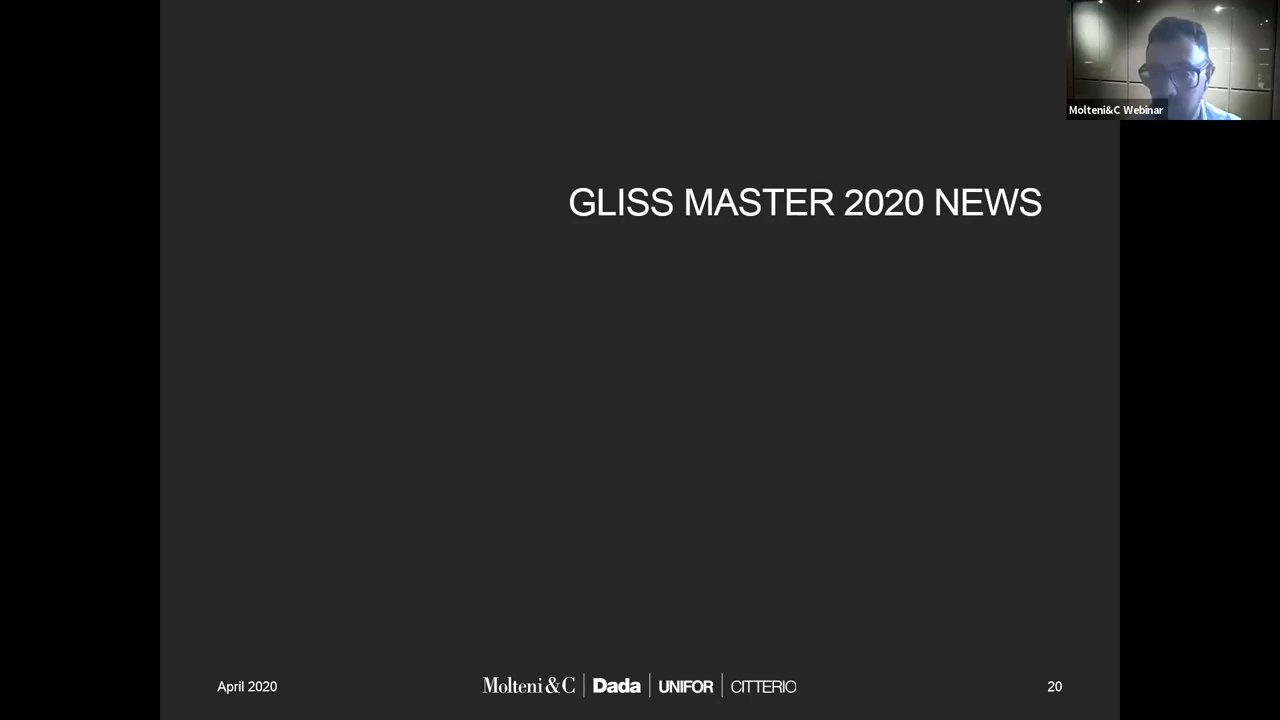 Molteni&C Webinar
GLISS MASTER 2020 NEWS
April 2020
Molteni&C | Dada | UNIFOR | CITTERIO
20